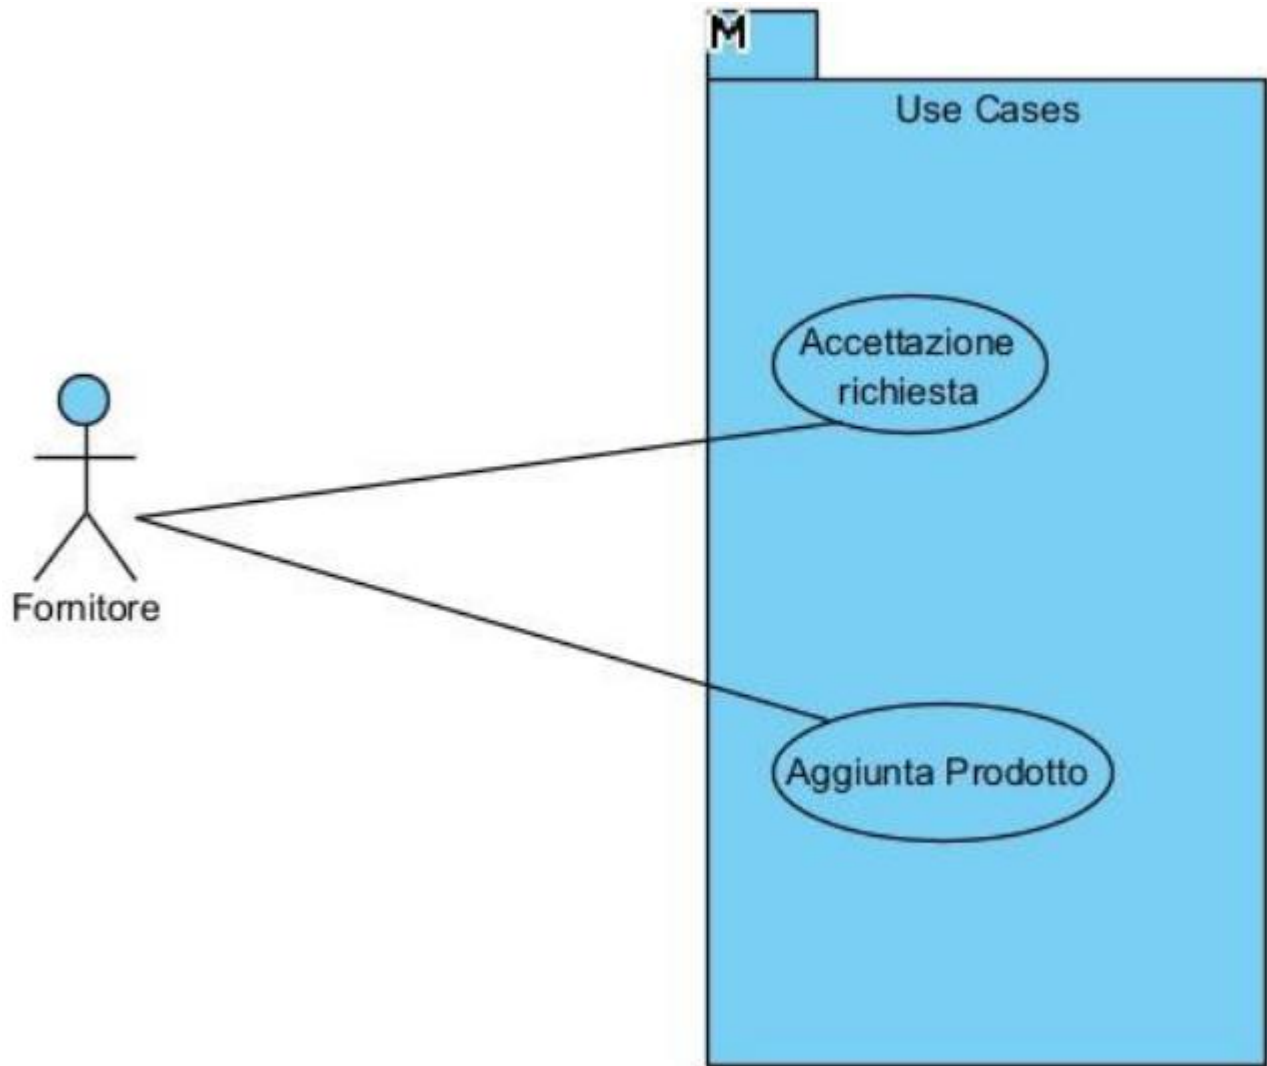 M
Use Cases
Accettazione
richiesta
Fornitore
Aggiunta Prodotto